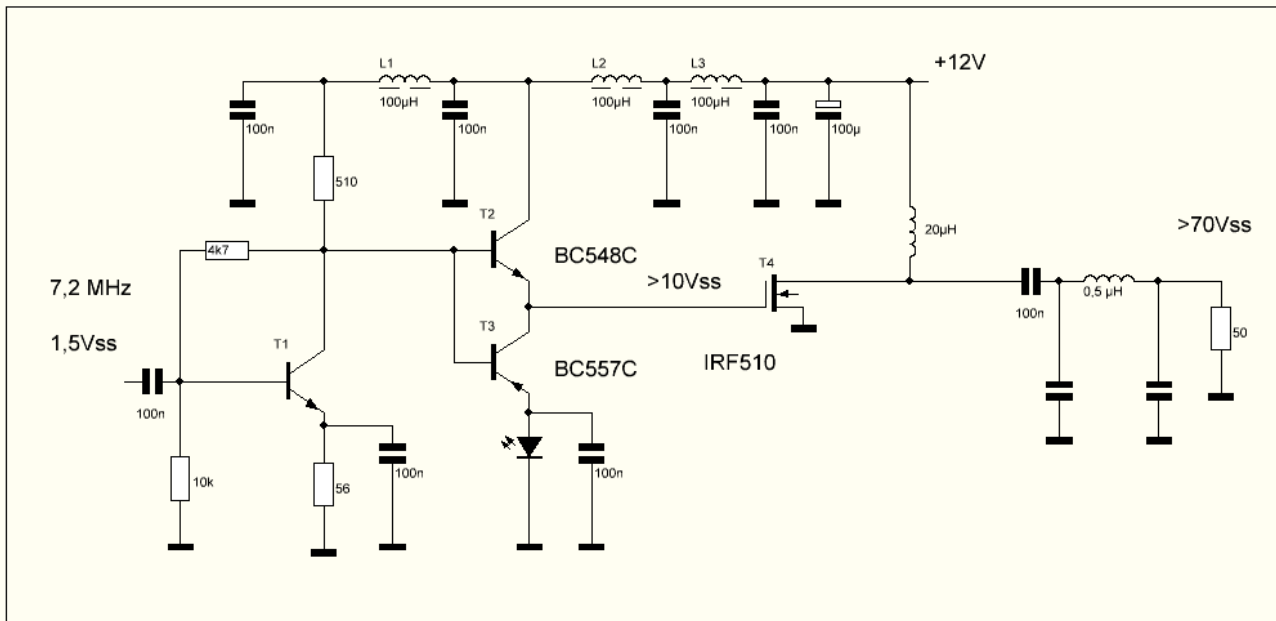 L1
L2
L3
+12V
100µH
100µH
100µH
100n
100n
100n
100n
100µ
510
T2
4k7
BC548C
>10Vss
T4
20µH
>70Vss
7,2 MHz
1,5Vss
T1
T3
BC557C
IRF510
100n
0,5 µH
50
100n
10k
56
100n
100n